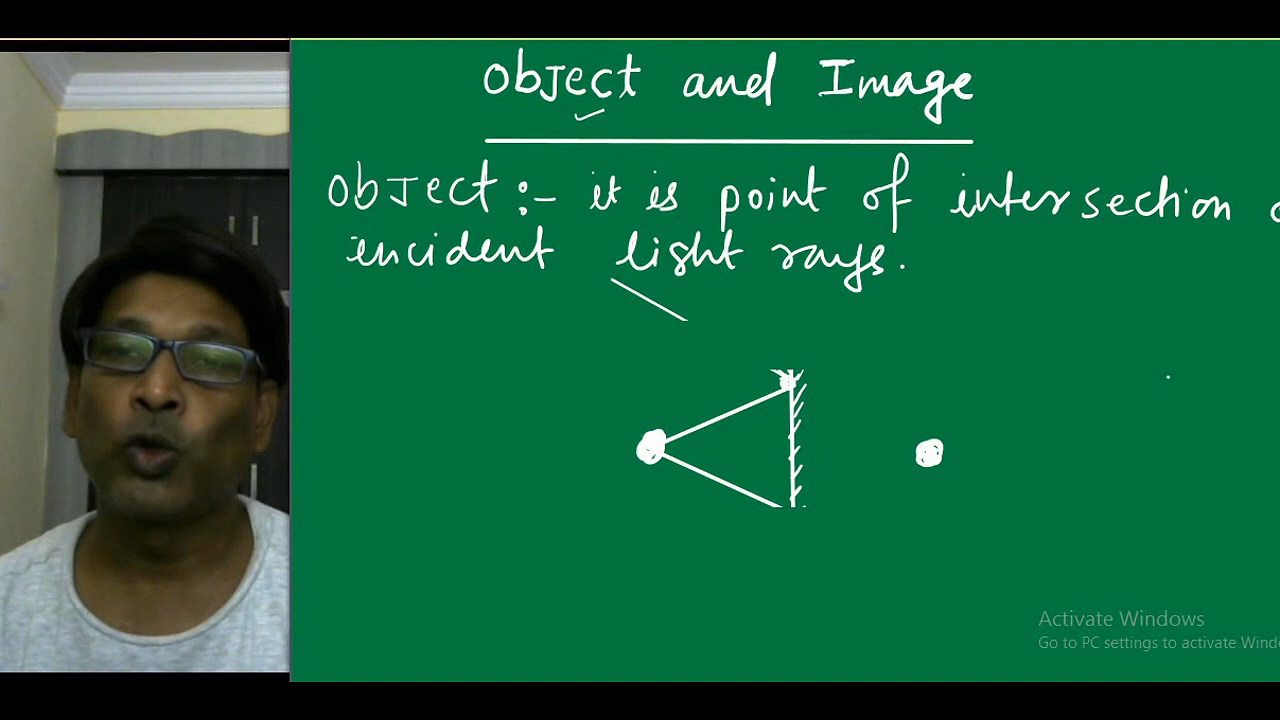 Object and Image
Object :- it is point of intersection
incident light rays.
Activate Windows
Go to PC settings to activate